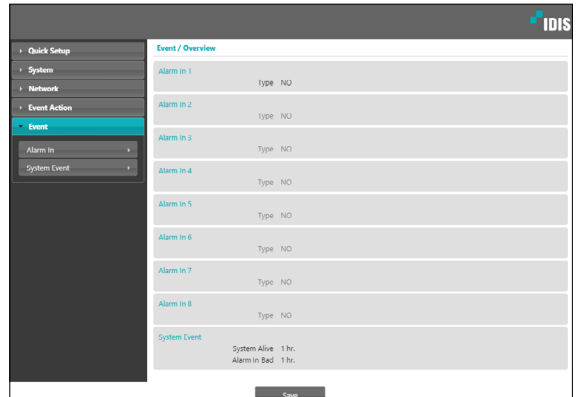 IDIS
Quick Setup
System
Network
Event Action
Event
Alarm In
System Event
Event / Overview
Alarm In 1
Type NO
Alarm In 2
Type NO
Alarm In 3
Type NO
Alarm In 4
Type NO
Alarm In 5
Type NO
Alarm In 6
Type NO
Alarm In 7
Type NO
Alarm In 8
Type NO
System Event
System Alive 1 hr.
Alarm In Bad 1 hr.
Save